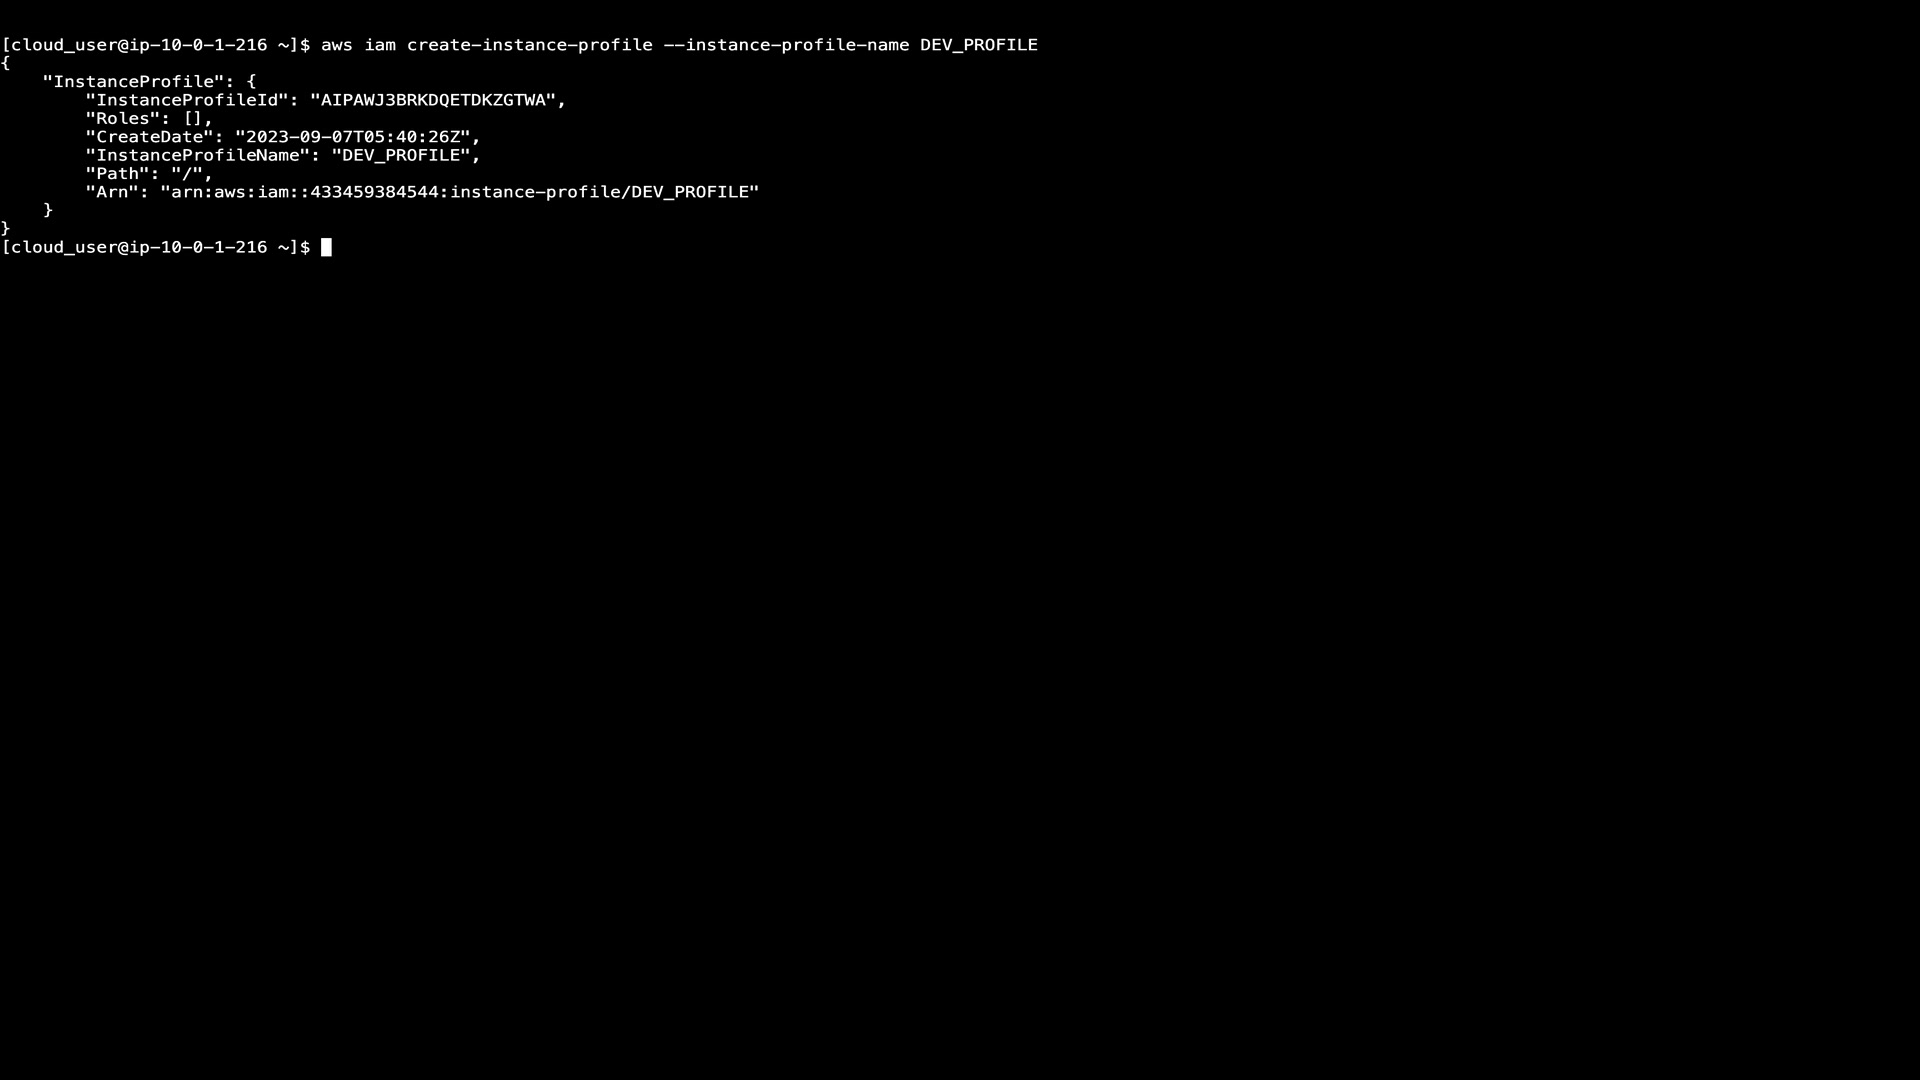 [cloud_user@ip-10-0-1-216 ~]$ aws iam create-instance-profile --instance-profile-name DEV_PROFILE
{
    "InstanceProfile": {
        "InstanceProfileId": "AIPAWJ3BRKDQETDKZGTWA",
        "Roles": [],
        "CreateDate": "2023-09-07T05:40:26Z",
        "InstanceProfileName": "DEV_PROFILE",
        "Path": "/",
        "Arn": "arn:aws:iam::433459384544:instance-profile/DEV_PROFILE"
    }
}
[cloud_user@ip-10-0-1-216 ~]$